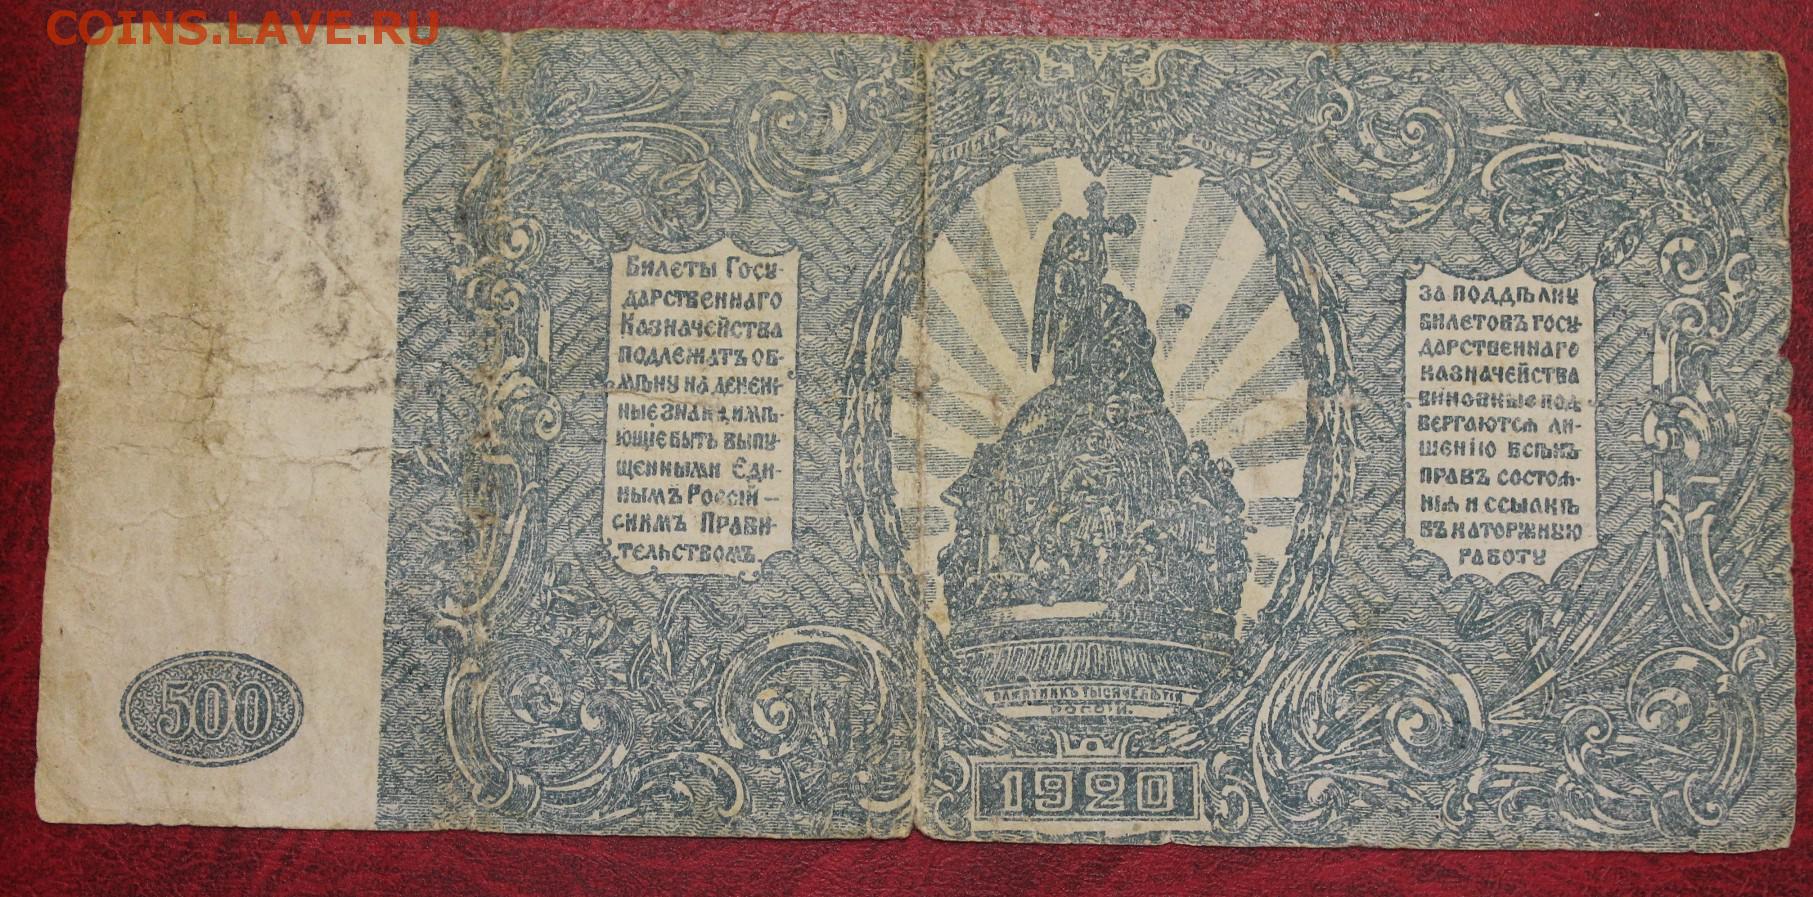 COINS.LAVE.RU
Билеты Госу-
дарственнаго
Казначейства
подлежатъ об-
мѣну на денеж-
ные знаки, имѣ-
ющіе быть выпу-
щенными Еди-
нымъ Россій-
скимъ Прави-
тельствомъ.
за поддѣлку
билетовъ госу-
дарственнаго
казначейства
виновные под-
вергаются ли-
шенію всѣхъ
правъ состоя-
нія и ссылкѣ
въ каторжную
работу
памятникъ тысячелѣтія
россіи.
500
1920